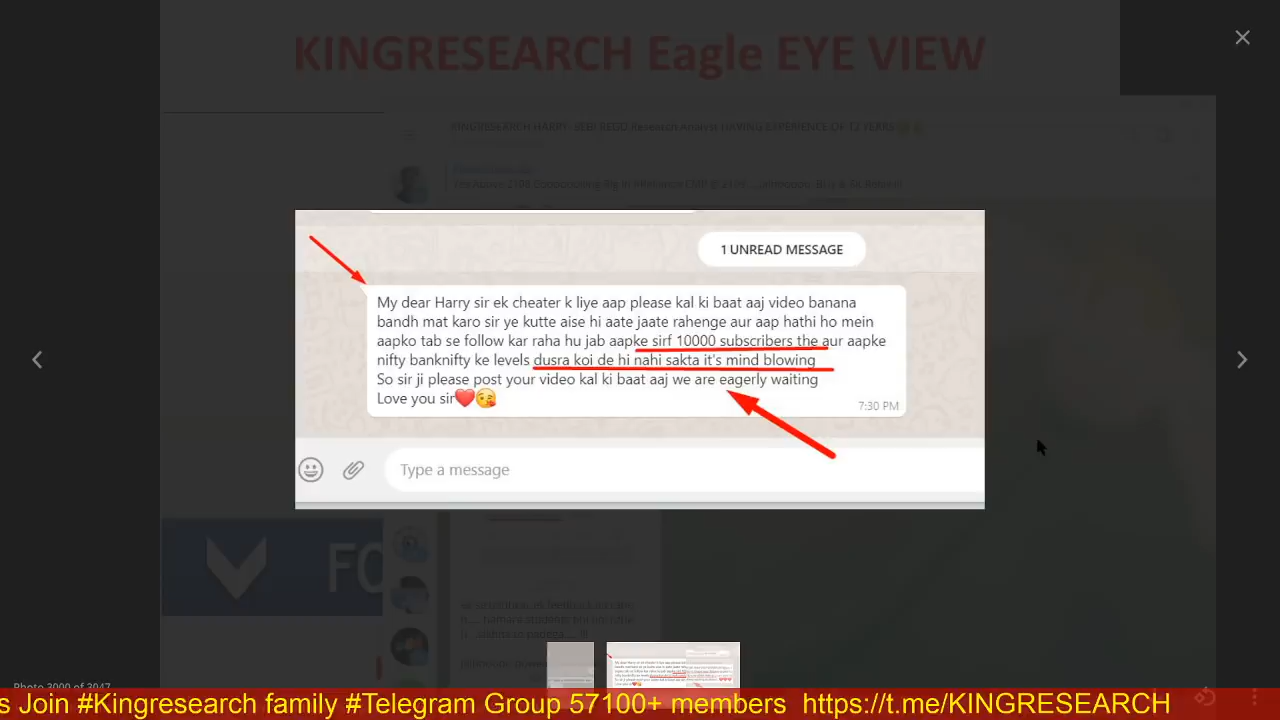 KINGRESEARCH Eagle EYE VIEW
1 UNREAD MESSAGE
My dear Harry sir ek cheater k liye aap please kal ki baat aaj video banana
bandh mat karo sir ye kutte aise hi aate jaate rahenge aur aap hathi ho mein
aapko tab se follow kar raha hu jab aapke sirf 10000 subscribers the aur aapke
nifty banknifty ke levels dusra koi de hi nahi sakta it's mind blowing
So sir ji please post your video kal ki baat aaj we are eagerly waiting
Love you sir❤️😘
7:30 PM
Type a message
FO
Photo 3000 of 3047
s Join #Kingresearch family #Telegram Group 57100+ members https://t.me/KINGRESEARCH